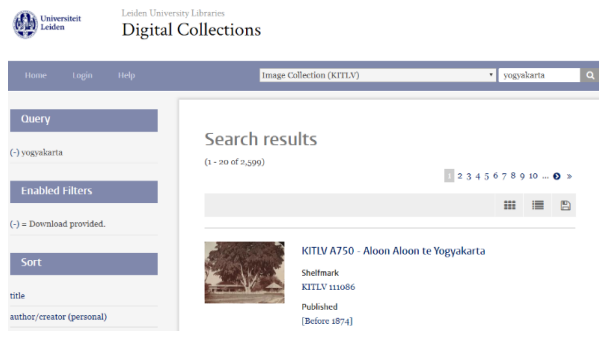 Universiteit
Leiden
Leiden University Libraries
Digital Collections
Home Login Help
Image Collection (KITLV)
yogyakarta
Query
(-) yogyakarta
Enabled Filters
(-) = Download provided.
Sort
title
author/creator (personal)
Search results
(1 - 20 of 2,599)
1 2 3 4 5 6 7 8 9 10 ... »
KITLV A750 - Aloon Aloon te Yogyakarta
Shelfmark
KITLV 111086
Published
[Before 1874]